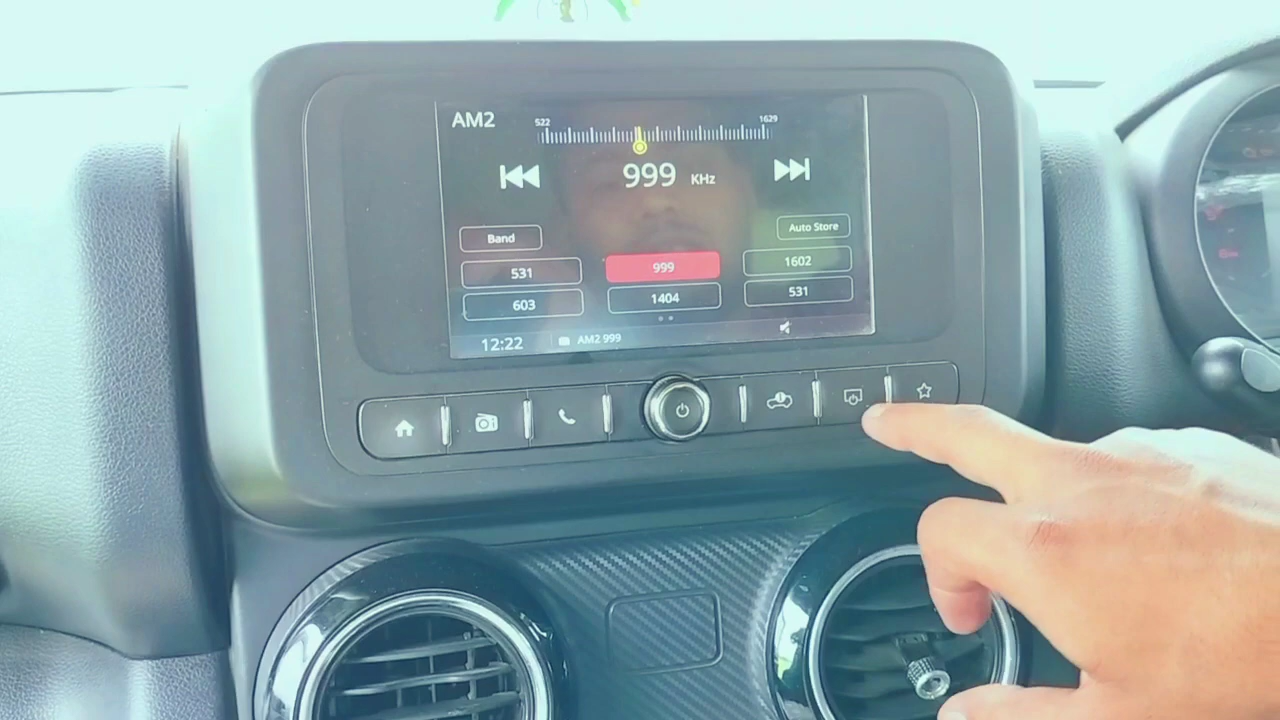 AM2
522
1629
999 KHz
Band
Auto Store
531
999
1602
603
1404
531
12:22
AM2 999